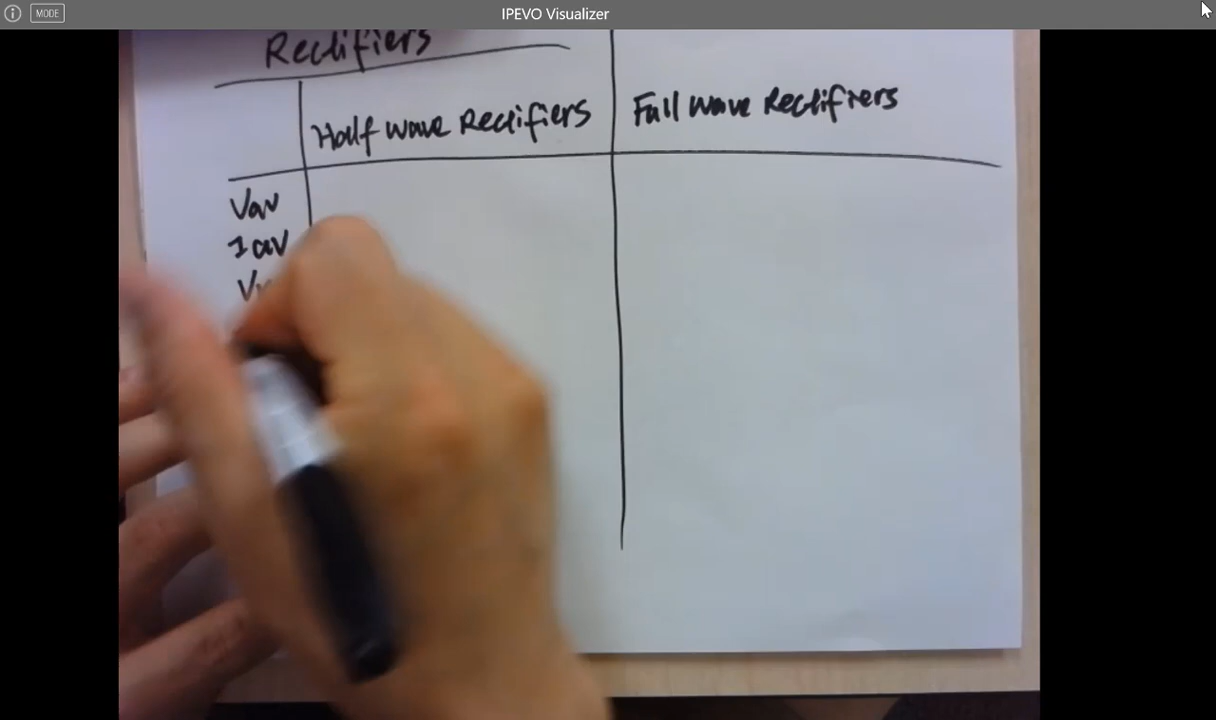 MODE
IPEVO Visualizer
Rectifiers
Half wave Rectifiers
Full wave Rectifiers
Vav
Iav